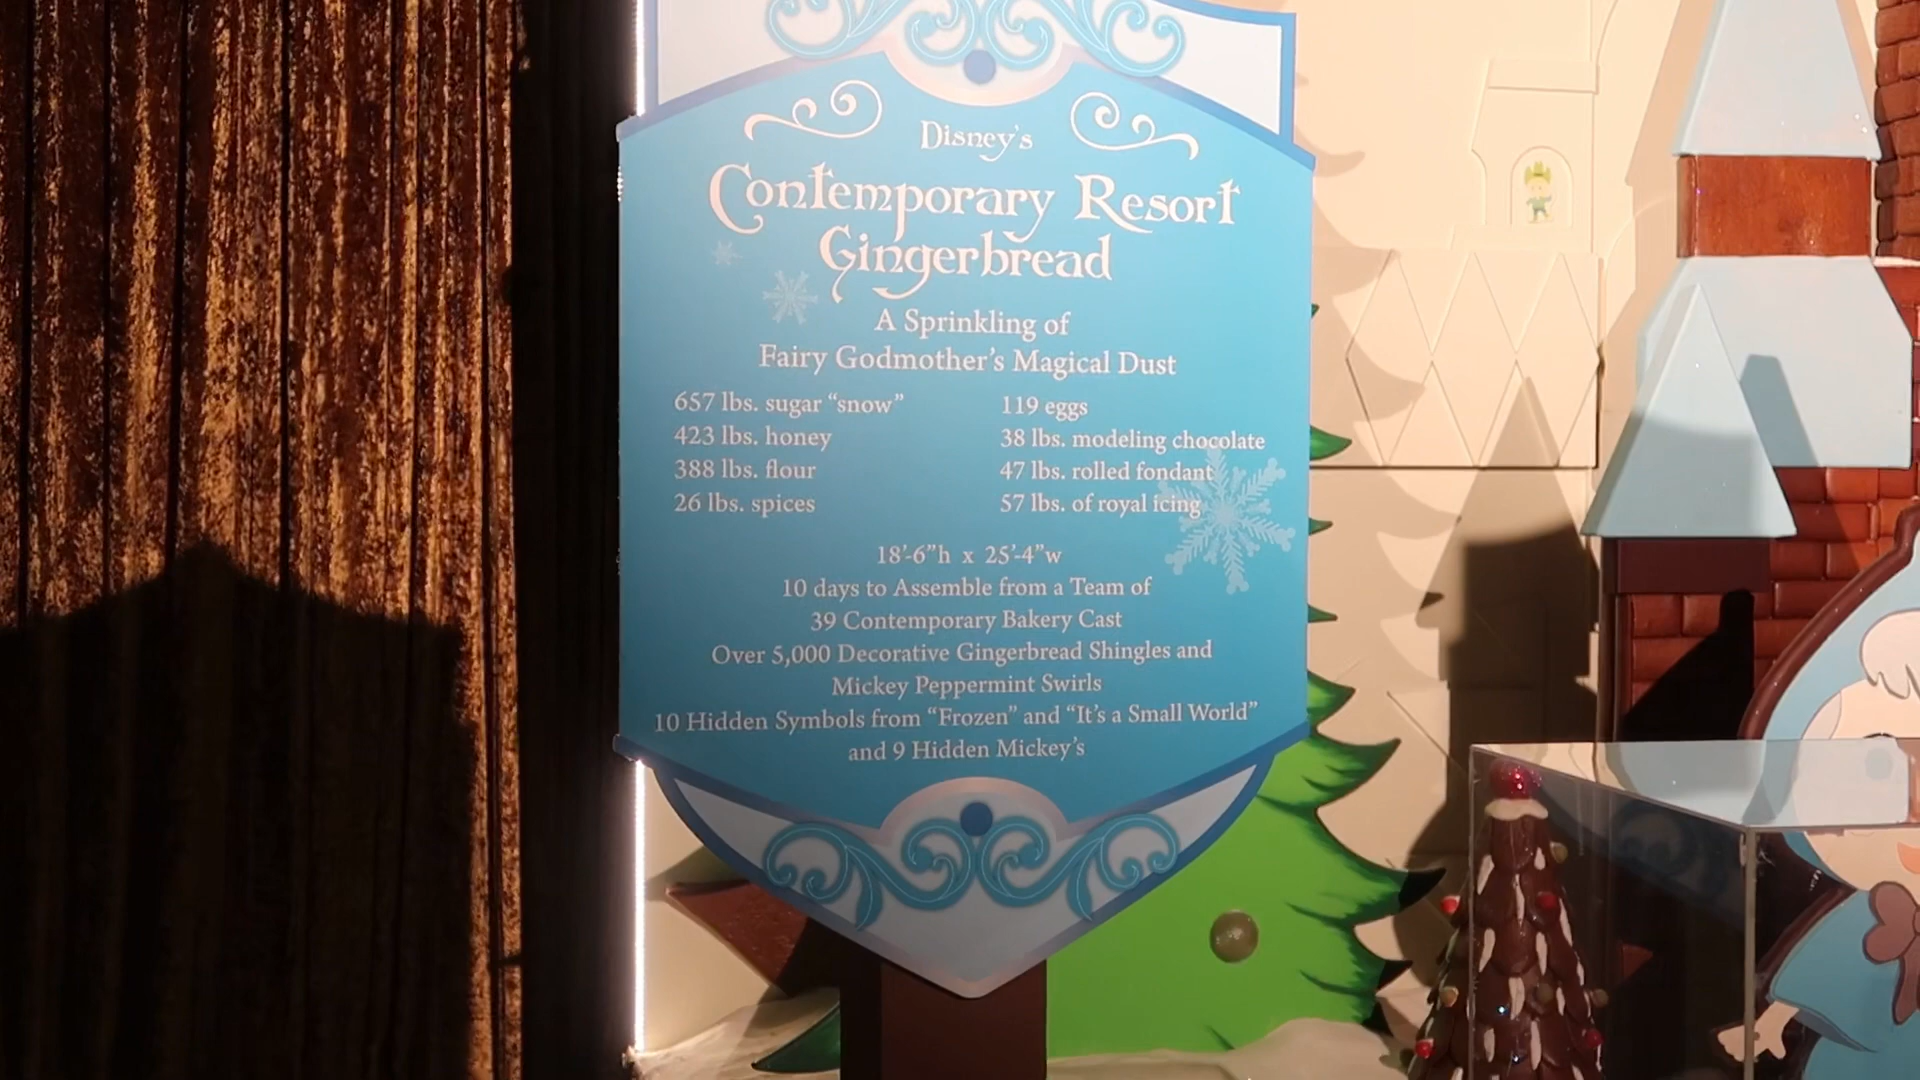 Disney's
Contemporary Resort
Gingerbread
A Sprinkling of
Fairy Godmother's Magical Dust
657 lbs. sugar “snow”
423 lbs. honey
388 lbs. flour
26 lbs. spices
119 eggs
38 lbs. modeling chocolate
47 lbs. rolled fondant
57 lbs. of royal icing
18'-6"h x 25'-4"w
10 days to Assemble from a Team of
39 Contemporary Bakery Cast
Over 5,000 Decorative Gingerbread Shingles and
Mickey Peppermint Swirls
10 Hidden Symbols from “Frozen” and “It's a Small World”
and 9 Hidden Mickey's